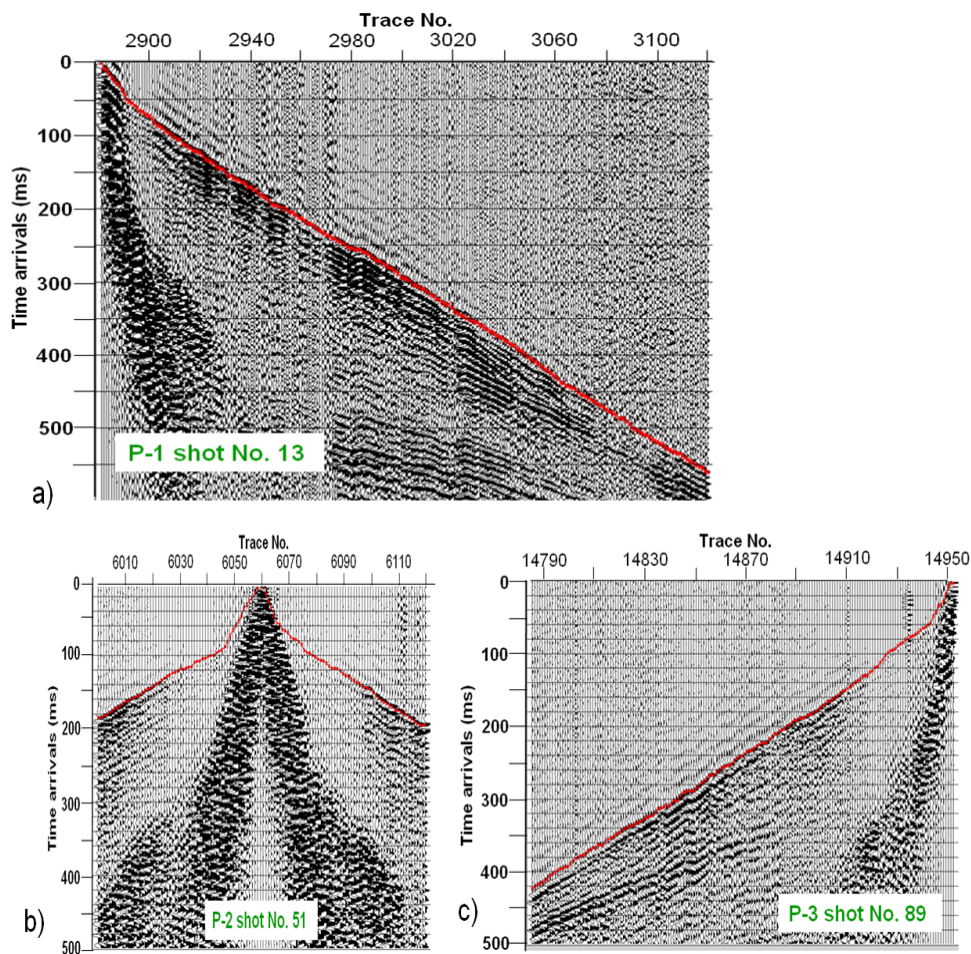 Trace No.
2900 2940 2980 3020 3060 3100
Time arrivals (ms)
0
100
200
300
400
500
P-1 shot No. 13
a)
Trace No.
6010 6030 6050 6070 6090 6110
Time arrivals (ms)
0
100
200
300
400
500
P-2 shot No. 51
b)
Trace No.
14790 14830 14870 14910 14950
Time arrivals (ms)
0
100
200
300
400
500
P-3 shot No. 89
c)